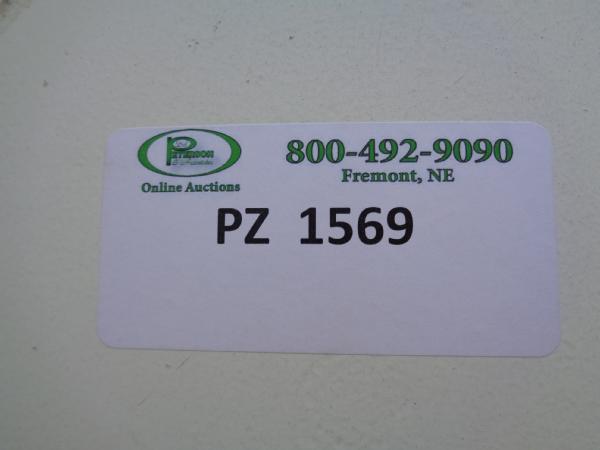 PETERSON
800-492-9090
Online Auctions
Fremont, NE
PZ 1569